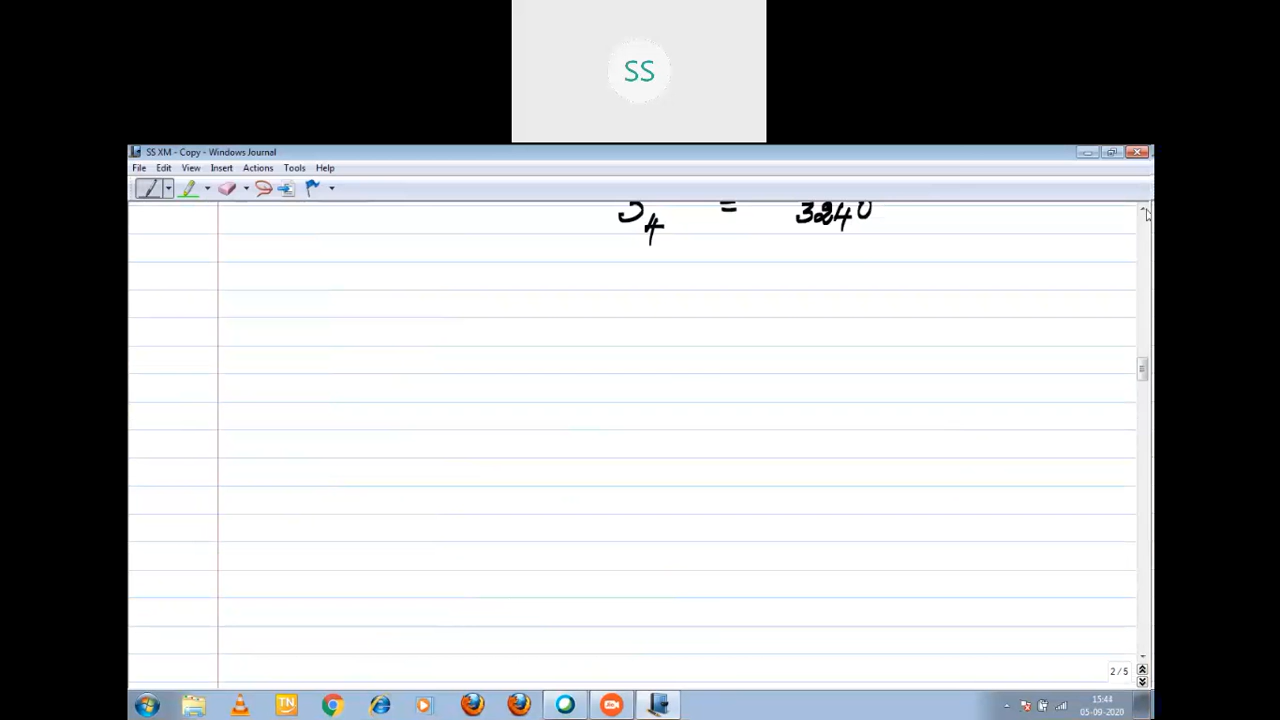 SS
SS XM - Copy - Windows Journal
File Edit View Insert Actions Tools Help
S4 = 3240
2 / 5
TN
15:44
05-09-2020